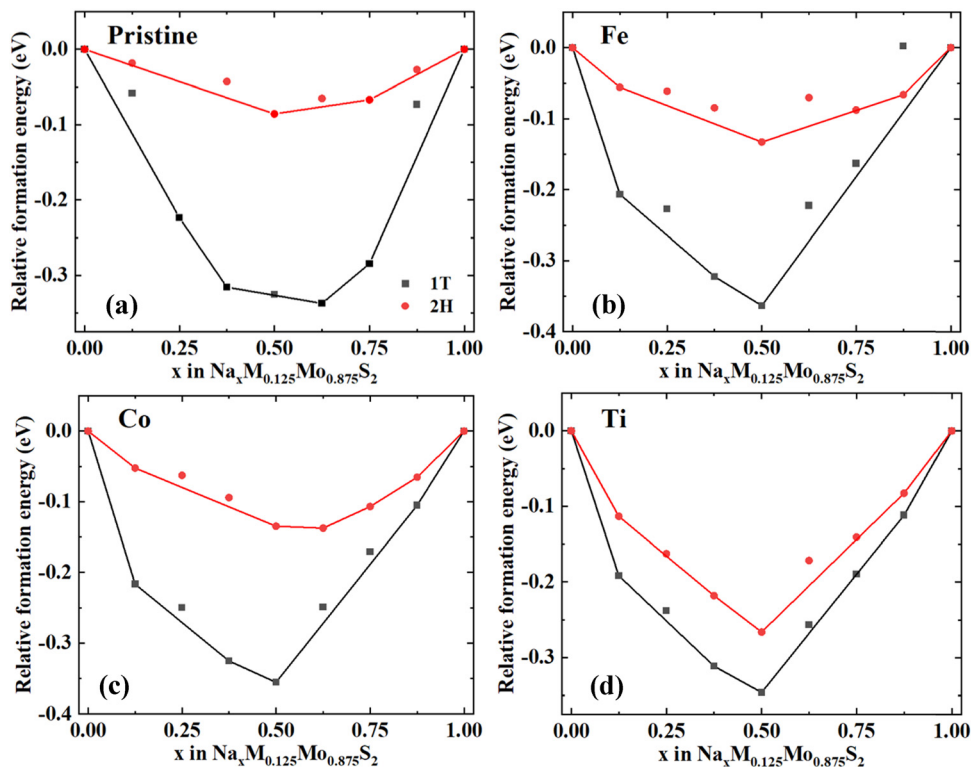 Pristine
Relative formation energy (eV)
0.0
-0.1
-0.2
-0.3
(a)
1T
2H
0.00 0.25 0.50 0.75 1.00
x in NaₓM₀.₁₂₅Mo₀.₈₇₅S₂
Fe
Relative formation energy (eV)
0.0
-0.1
-0.2
-0.3
-0.4
(b)
0.00 0.25 0.50 0.75 1.00
x in NaₓM₀.₁₂₅Mo₀.₈₇₅S₂
Co
Relative formation energy (eV)
0.0
-0.1
-0.2
-0.3
-0.4
(c)
0.00 0.25 0.50 0.75 1.00
x in NaₓM₀.₁₂₅Mo₀.₈₇₅S₂
Ti
Relative formation energy (eV)
0.0
-0.1
-0.2
-0.3
(d)
0.00 0.25 0.50 0.75 1.00
x in NaₓM₀.₁₂₅Mo₀.₈₇₅S₂